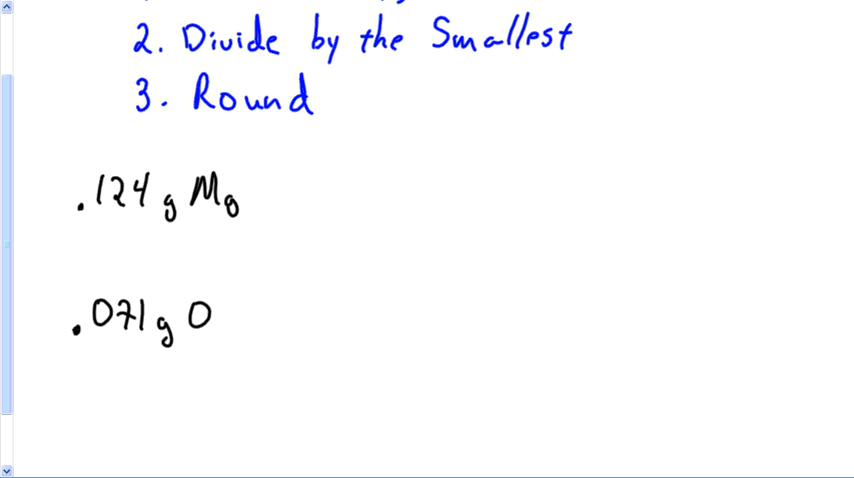 2. Divide by the Smallest
3. Round
.124 g Mg
.071 g O